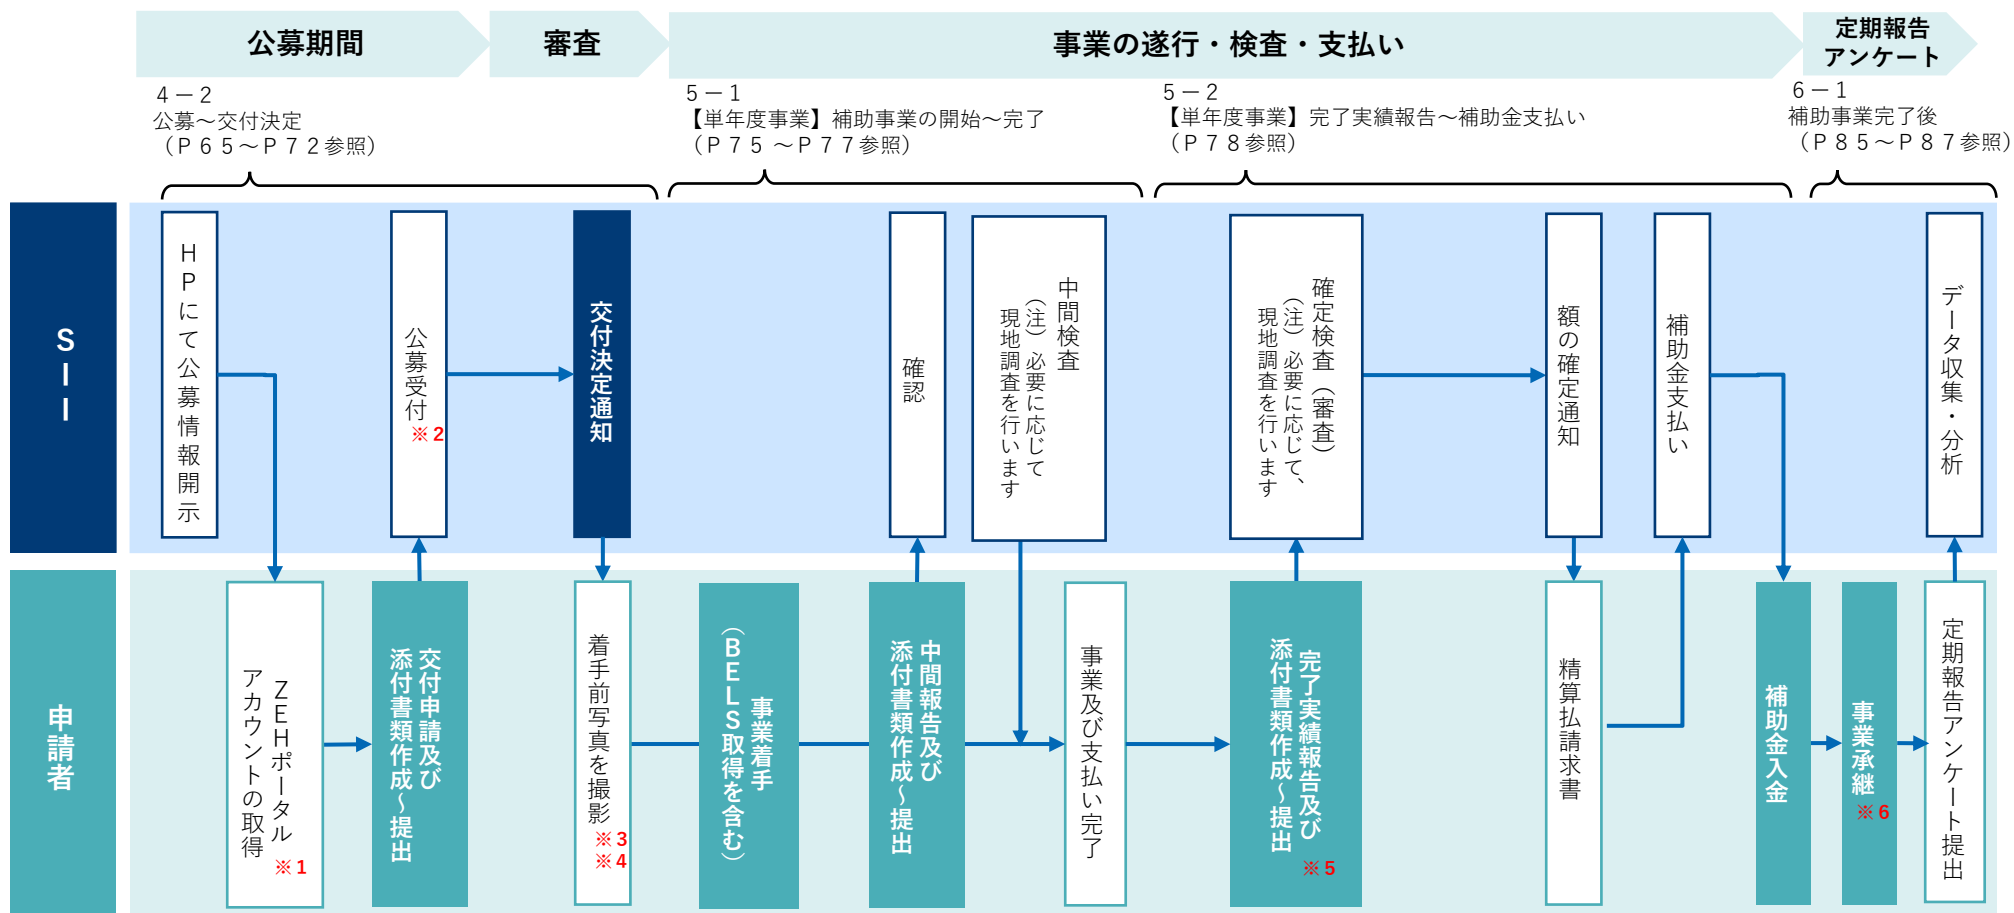 公募期間
審査
事業の遂行・検査・支払い
定期報告
アンケート
4－2
公募～交付決定
（P65～P72参照）
5－1
【単年度事業】補助事業の開始～完了
（P75～P77参照）
5－2
【単年度事業】完了実績報告～補助金支払い
（P78参照）
6－1
補助事業完了後
（P85～P87参照）
SII
HPにて公募情報開示
公募受付
※2
交付決定通知
確認
中間検査
（注）必要に応じて
現地調査を行います
確定検査（審査）
（注）必要に応じて、
現地調査を行います
額の確定通知
補助金支払い
データ収集・分析
申請者
ZEHポータル
アカウントの取得
※1
交付申請及び
添付書類作成～提出
着手前写真を撮影
※3
※4
事業着手
（BELS取得を含む）
中間報告及び
添付書類作成～提出
事業及び支払い完了
完了実績報告及び
添付書類作成～提出
※5
精算払請求書
補助金入金
事業承継
※6
定期報告アンケート提出